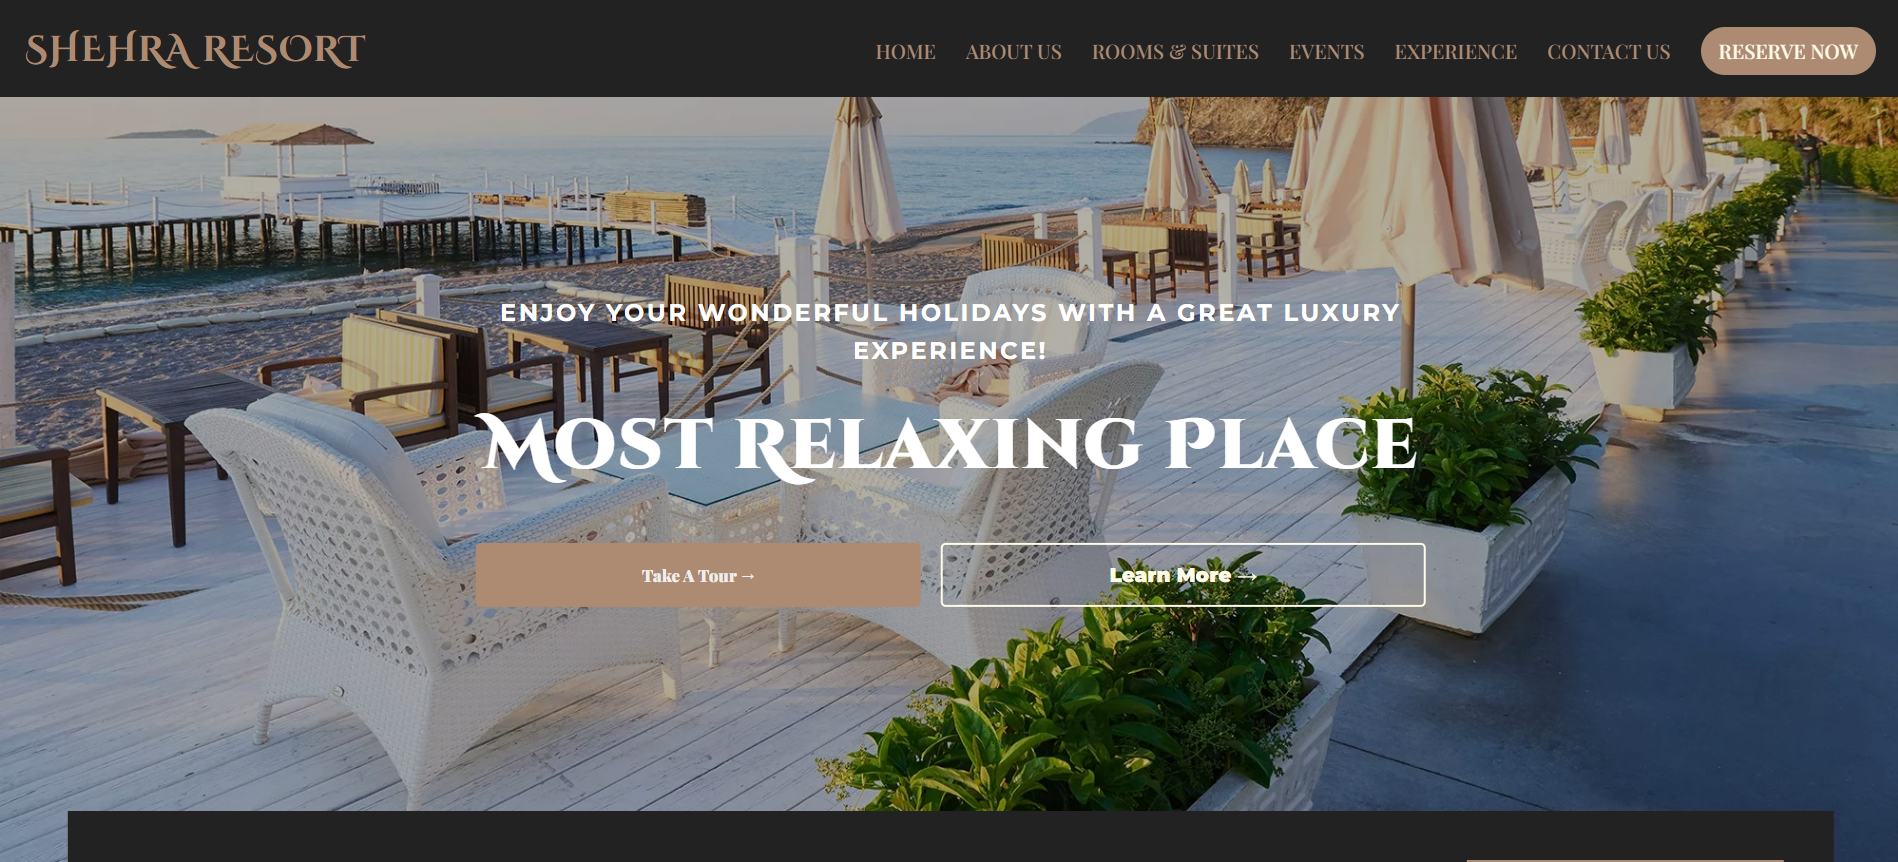 SHEHRA RESORT
HOME ABOUT US ROOMS & SUITES EVENTS EXPERIENCE CONTACT US RESERVE NOW
ENJOY YOUR WONDERFUL HOLIDAYS WITH A GREAT LUXURY
EXPERIENCE!
MOST RELAXING PLACE
Take A Tour → Learn More →